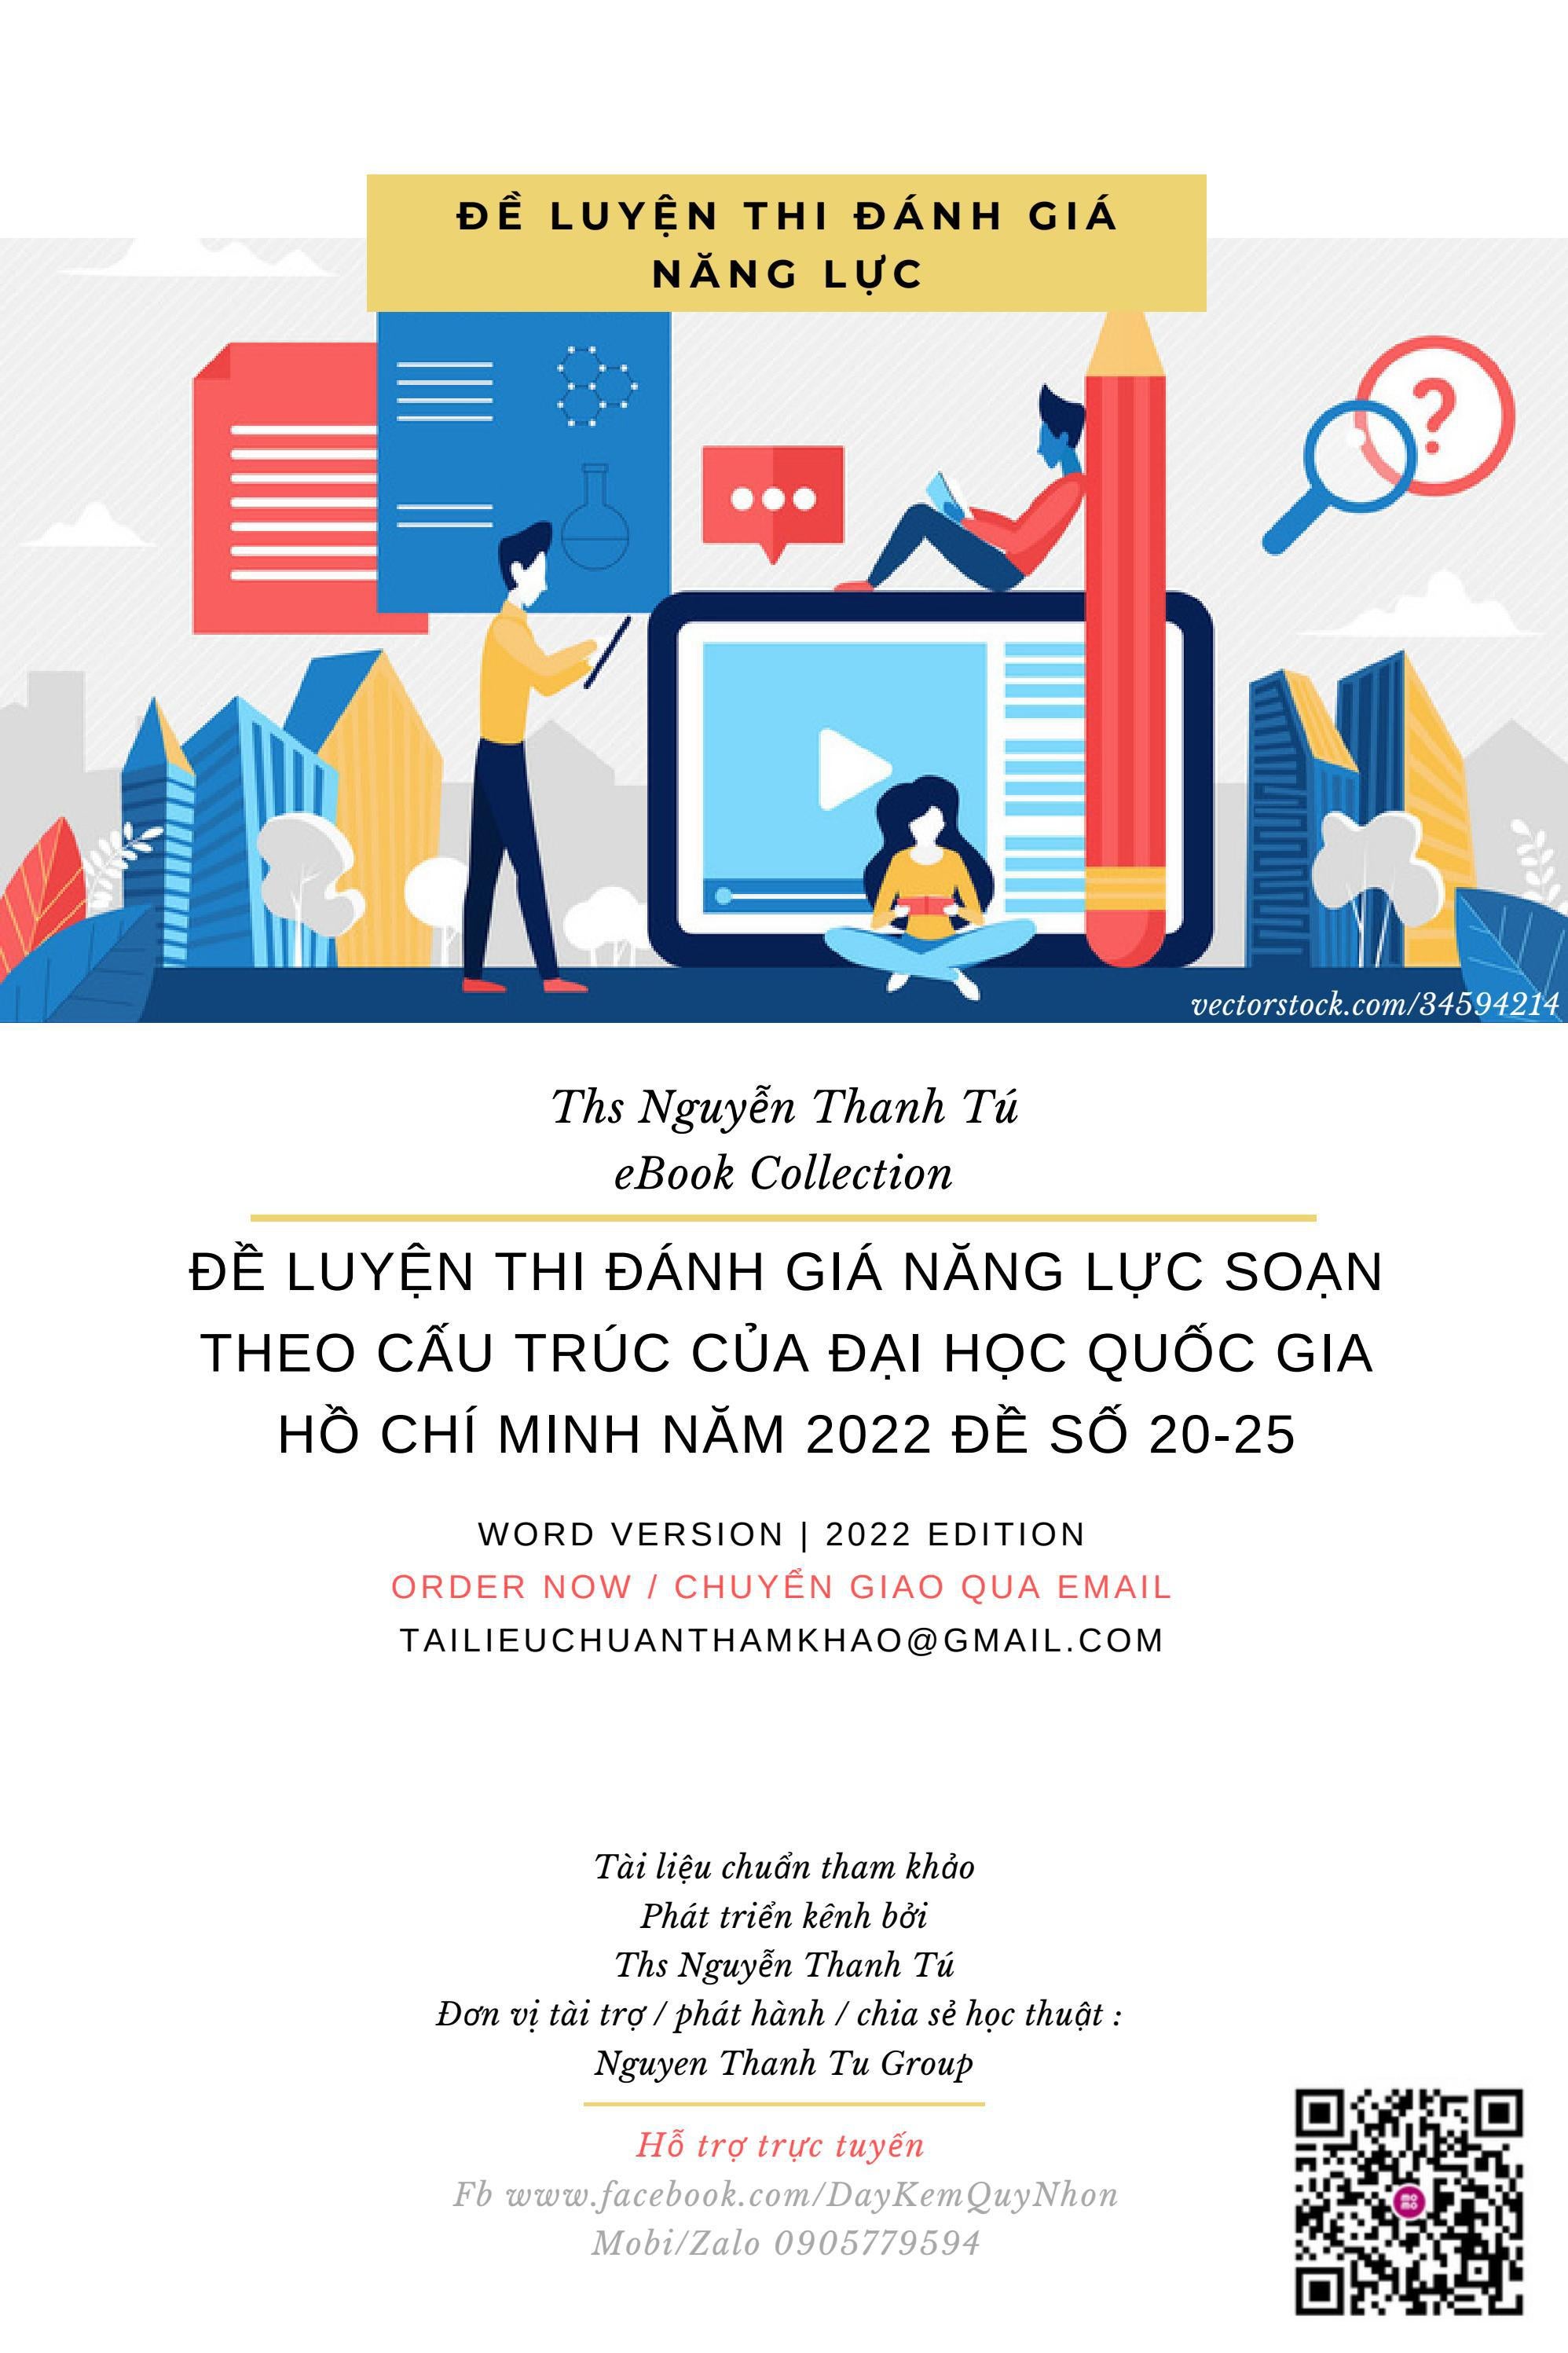 ĐỀ LUYỆN THI ĐÁNH GIÁ
NĂNG LỰC
?
vectorstock.com/34594214
Ths Nguyễn Thanh Tú
eBook Collection
ĐỀ LUYỆN THI ĐÁNH GIÁ NĂNG LỰC SOẠN
THEO CẤU TRÚC CỦA ĐẠI HỌC QUỐC GIA
HỒ CHÍ MINH NĂM 2022 ĐỀ SỐ 20-25
WORD VERSION | 2022 EDITION
ORDER NOW / CHUYỂN GIAO QUA EMAIL
TAILIEUCHUANTHAMKHAO@GMAIL.COM
Tài liệu chuẩn tham khảo
Phát triển kênh bởi
Ths Nguyễn Thanh Tú
Đơn vị tài trợ / phát hành / chia sẻ học thuật :
Nguyen Thanh Tu Group
Hỗ trợ trực tuyến
Fb www.facebook.com/DayKemQuyNhon
Mobi/Zalo 0905779594
mo
mo